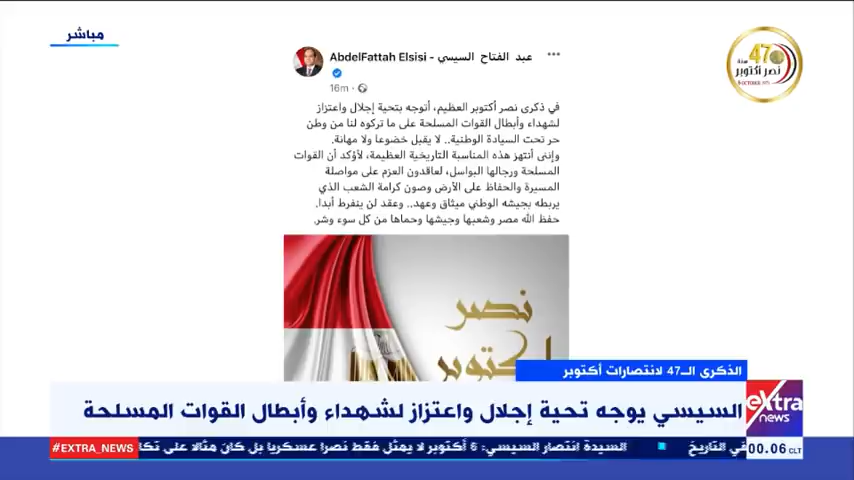 مباشر
AbdelFattah Elsisi - عبد الفتاح السيسي
16m
في ذكرى نصر أكتوبر العظيم، أتوجه بتحية إجلال واعتزاز
لشهداء وأبطال القوات المسلحة على ما تركوه لنا من وطن
حر تحت السيادة الوطنية.. لا يقبل خضوعا ولا مهانة.
وإنني أنتهز هذه المناسبة التاريخية العظيمة، لأؤكد أن القوات
المسلحة ورجالها البواسل، لعاقدون العزم على مواصلة
المسيرة والحفاظ على الأرض وصون كرامة الشعب الذي
يربطه بجيشه الوطني ميثاق وعهد.. وعقد لن ينفرط أبدا.
حفظ الله مصر وشعبها وجيشها وحماها من كل سوء وشر.
47 سنة
نصر أكتوبر
6 OCTOBER 1973
نصر
أكتوبر
الذكرى الـ47 لانتصارات أكتوبر
السيسي يوجه تحية إجلال واعتزاز لشهداء وأبطال القوات المسلحة
eXtra
news
في التاريخ
السيدة انتصار السيسي: 6 أكتوبر لا يمثل فقط نصرا عسكريا بل كان مثالا على
#EXTRA_NEWS
00.06 CLT